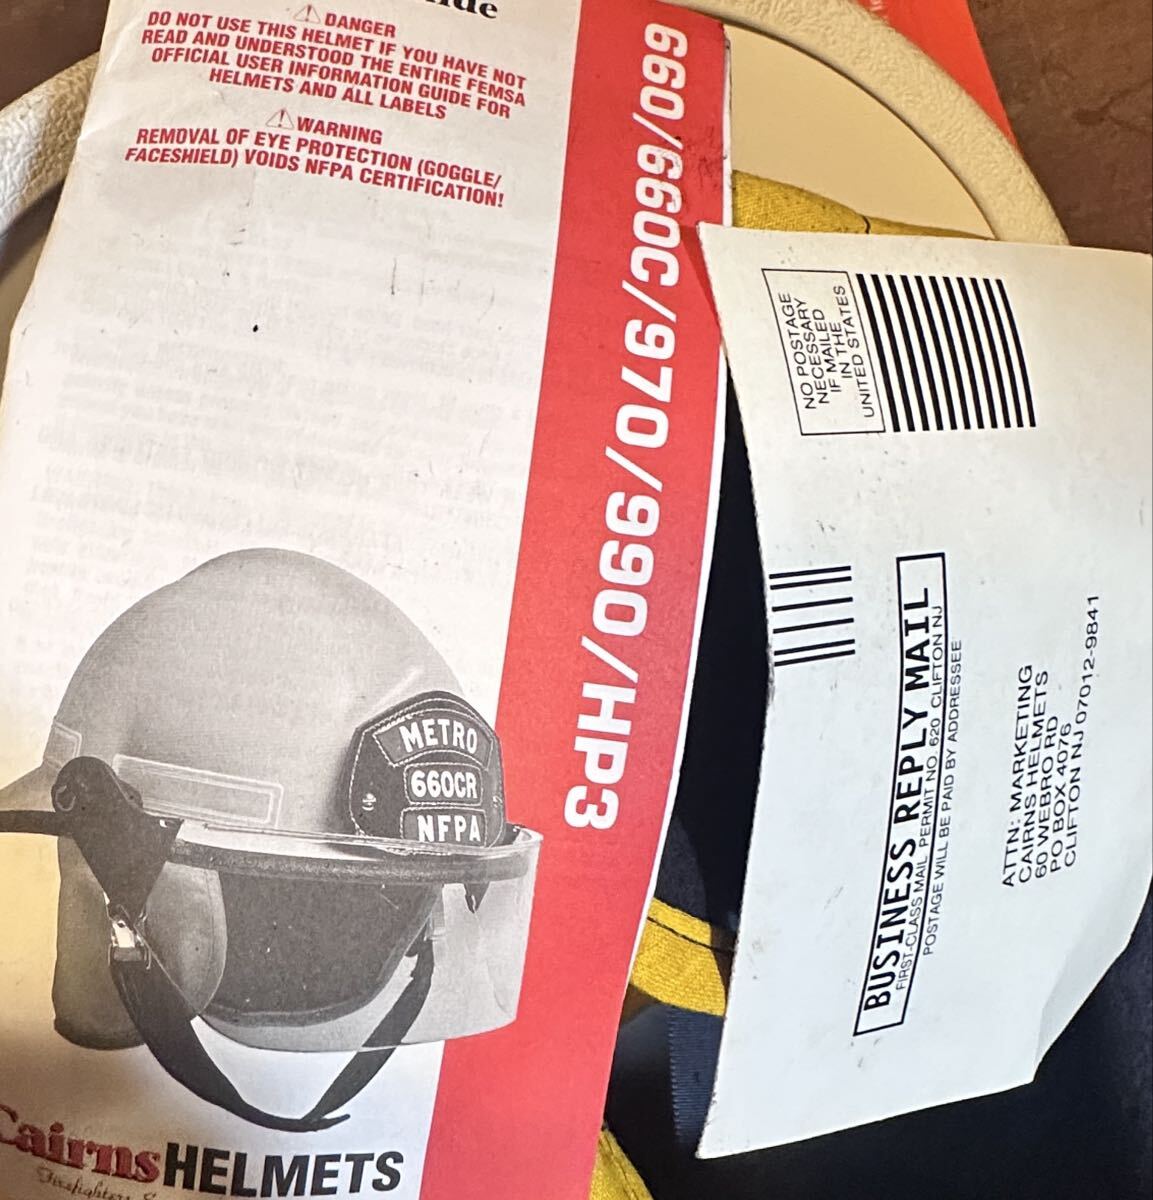 DANGER
DO NOT USE THIS HELMET IF YOU HAVE NOT
READ AND UNDERSTOOD THE ENTIRE FEMSA
OFFICIAL USER INFORMATION GUIDE FOR
HELMETS AND ALL LABELS
WARNING
REMOVAL OF EYE PROTECTION (GOGGLE/
FACESHIELD) VOIDS NFPA CERTIFICATION!
660/660C/970/990/HP3
METRO
660CR
NFPA
Cairns HELMETS
NO POSTAGE
NECESSARY
IF MAILED
IN THE
UNITED STATES
BUSINESS REPLY MAIL
FIRST-CLASS MAIL PERMIT NO. 620 CLIFTON NJ
POSTAGE WILL BE PAID BY ADDRESSEE
ATTN: MARKETING
CAIRNS HELMETS
60 WEBRO RD
PO BOX 4076
CLIFTON NJ 07012-9841